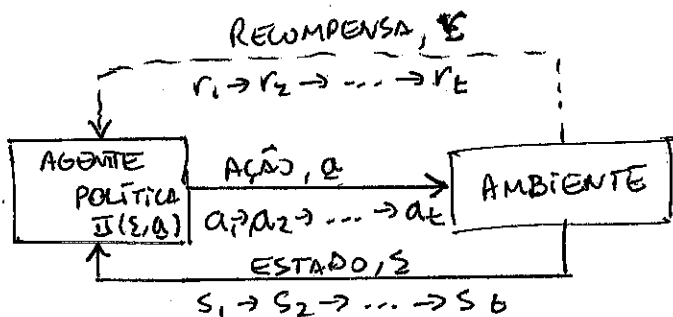 RECOMPENSA, r
r₁ → r₂ → ... → rt
AGENTE
POLÍTICA
π(s,a)
AÇÃO, a
a₁ → a₂ → ... → at
AMBIENTE
ESTADO, s
s₁ → s₂ → ... → st